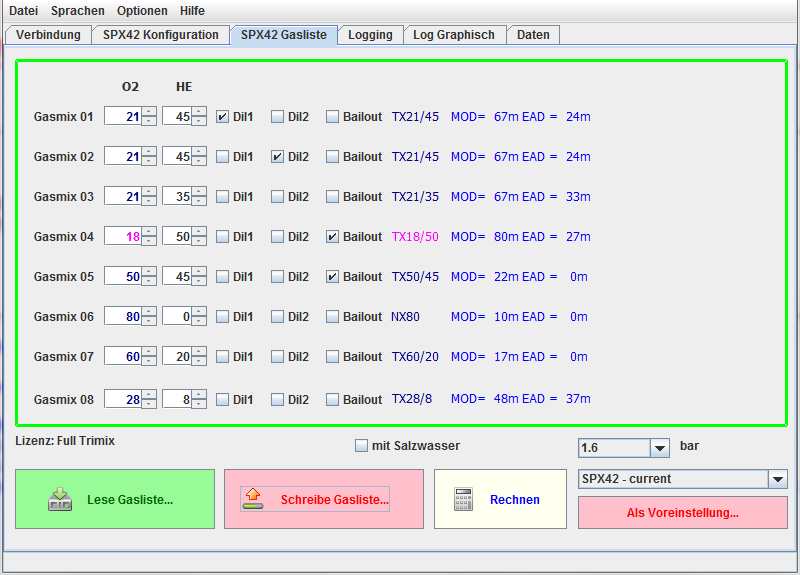 Datei Sprachen Optionen Hilfe
Verbindung SPX42 Konfiguration SPX42 Gasliste Logging Log Graphisch Daten
O2 HE
Gasmix 01 21 45 Dil1 Dil2 Bailout TX21/45 MOD= 67m EAD = 24m
Gasmix 02 21 45 Dil1 Dil2 Bailout TX21/45 MOD= 67m EAD = 24m
Gasmix 03 21 35 Dil1 Dil2 Bailout TX21/35 MOD= 67m EAD = 33m
Gasmix 04 18 50 Dil1 Dil2 Bailout TX18/50 MOD= 80m EAD = 27m
Gasmix 05 50 45 Dil1 Dil2 Bailout TX50/45 MOD= 22m EAD = 0m
Gasmix 06 80 0 Dil1 Dil2 Bailout NX80 MOD= 10m EAD = 0m
Gasmix 07 60 20 Dil1 Dil2 Bailout TX60/20 MOD= 17m EAD = 0m
Gasmix 08 28 8 Dil1 Dil2 Bailout TX28/8 MOD= 48m EAD = 37m
Lizenz: Full Trimix mit Salzwasser 1.6 bar
SPX42 - current
Lese Gasliste... Schreibe Gasliste... Rechnen
Als Voreinstellung...